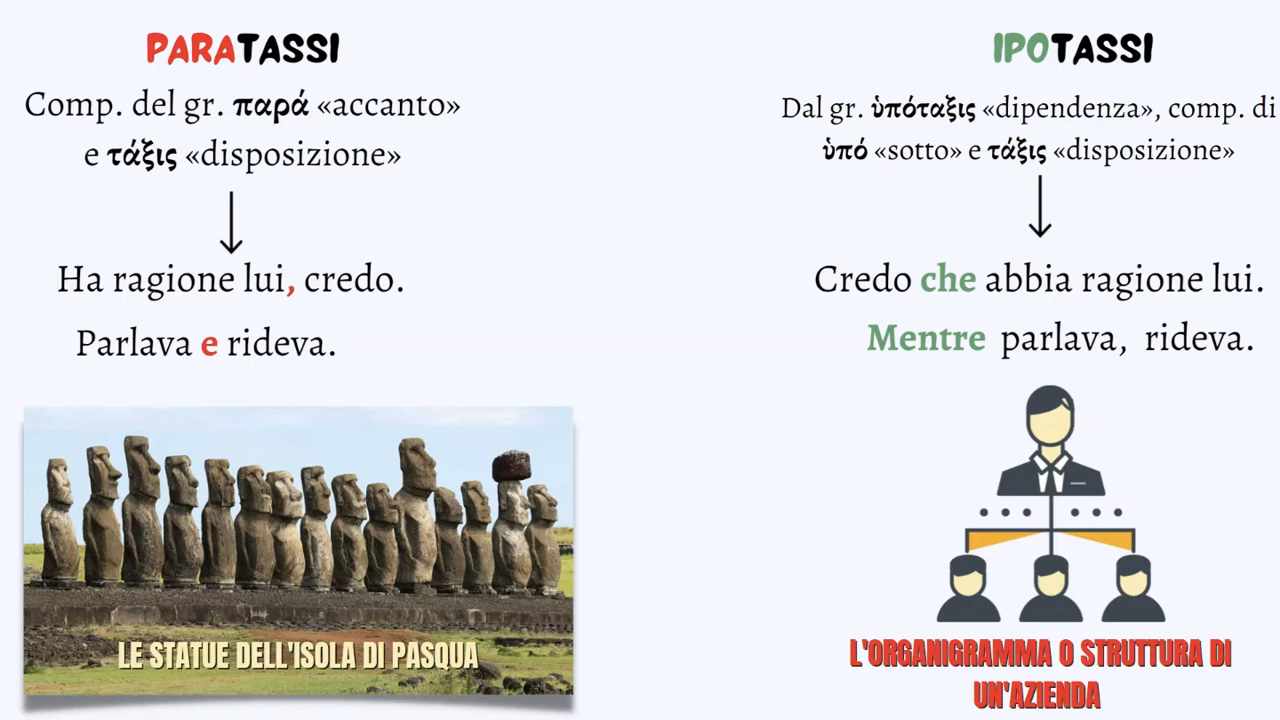 PARATASSI
Comp. del gr. παρά «accanto»
e τάξις «disposizione»
Ha ragione lui, credo.
Parlava e rideva.
LE STATUE DELL'ISOLA DI PASQUA
IPOTASSI
Dal gr. ὑπόταξις «dipendenza», comp. di
ὑπό «sotto» e τάξις «disposizione»
Credo che abbia ragione lui.
Mentre parlava, rideva.
L'ORGANIGRAMMA O STRUTTURA DI
UN'AZIENDA